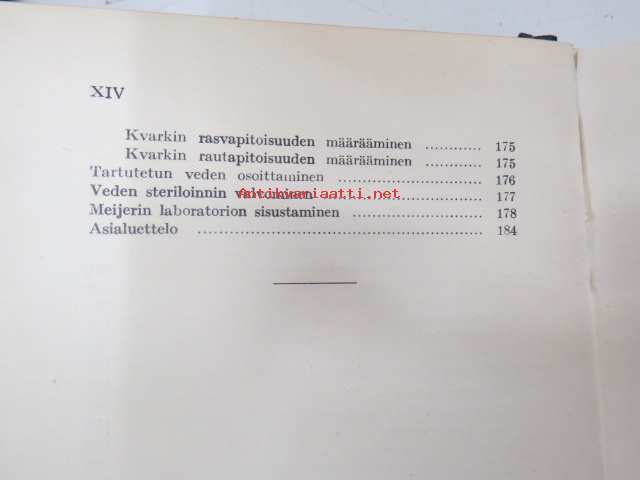 XIV
Kvarkin rasvapitoisuuden määrääminen ............ 175
Kvarkin rautapitoisuuden määrääminen ............ 175
Tartutetun veden osoittaminen ............ 176
Veden steriloinnin ............ 177
Antikvariaatti.net
Meijerin laboratorion sisustaminen ............ 178
Asialuettelo ............ 184